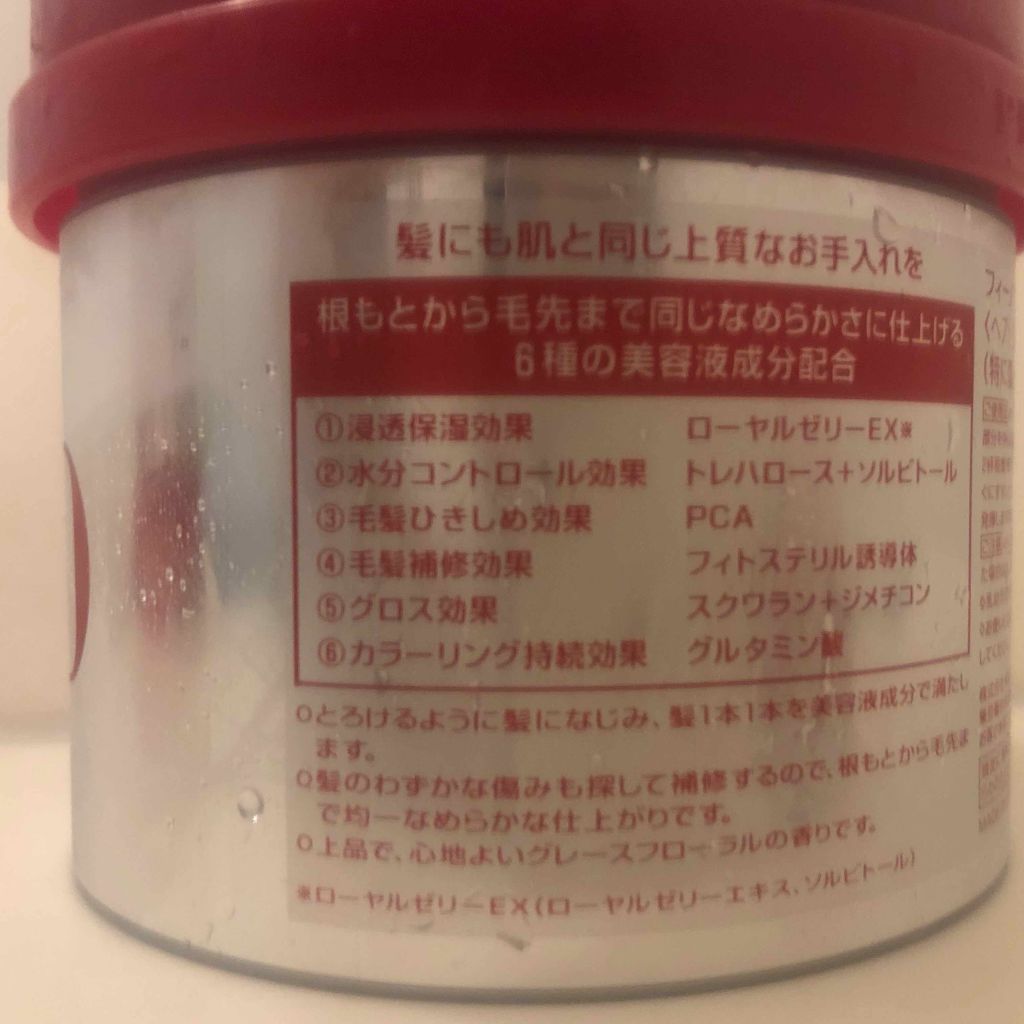 髪にも肌と同じ上質なお手入れを
根もとから毛先まで同じなめらかさに仕上げる
6種の美容液成分配合
①浸透保湿効果 ローヤルゼリーEX※
②水分コントロール効果 トレハロース+ソルビトール
③毛髪ひきしめ効果 PCA
④毛髪補修効果 フィトステリル誘導体
⑤グロス効果 スクワラン+ジメチコン
⑥カラーリング持続効果 グルタミン酸
○とろけるように髪になじみ、髪1本1本を美容液成分で満たし
ます。
○髪のわずかな傷みも探して補修するので、根もとから毛先ま
で均一なめらかな仕上がりです。
○上品で、心地よいグレースフローラルの香りです。
※ローヤルゼリーEX(ローヤルゼリーエキス、ソルビトール)
フィー
〈ヘア